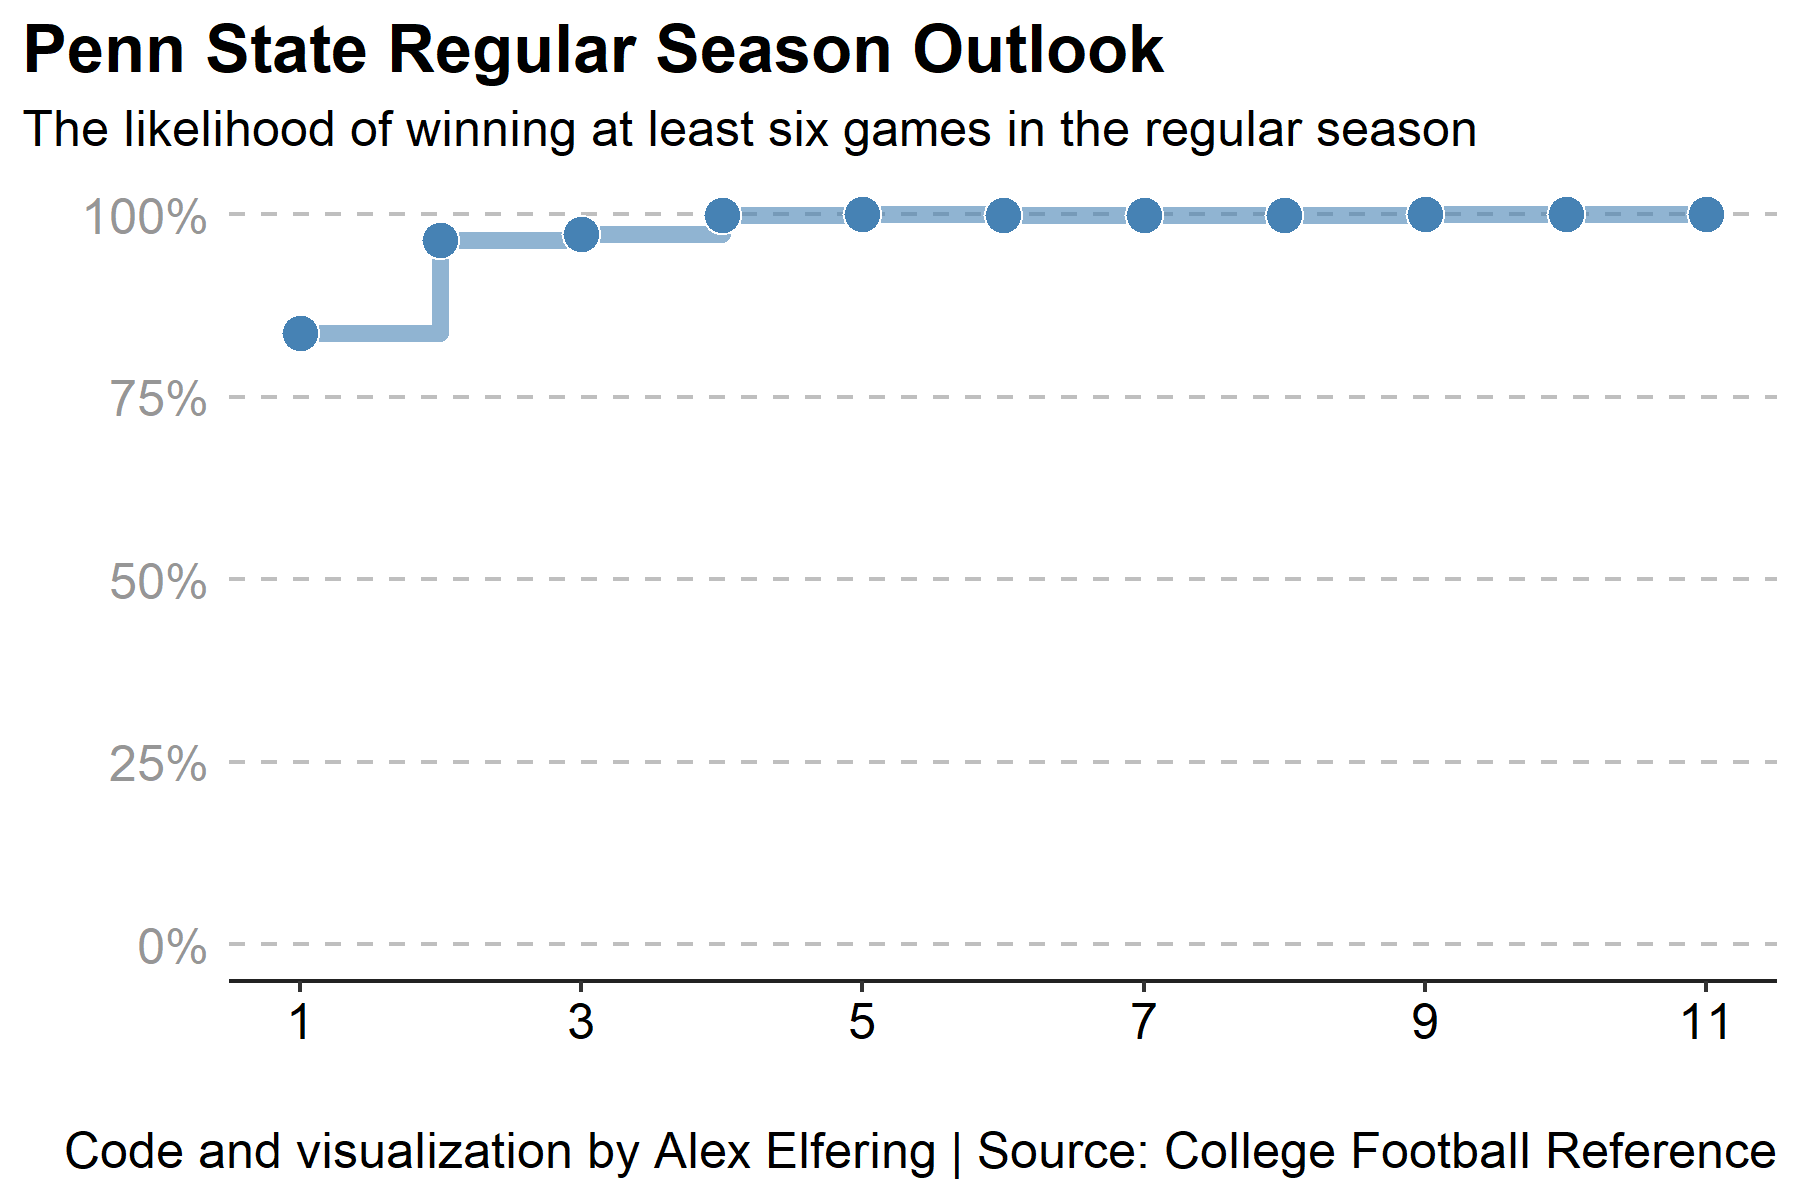 Penn State Regular Season Outlook
The likelihood of winning at least six games in the regular season
100%
75%
50%
25%
0%
1 3 5 7 9 11
Code and visualization by Alex Elfering | Source: College Football Reference